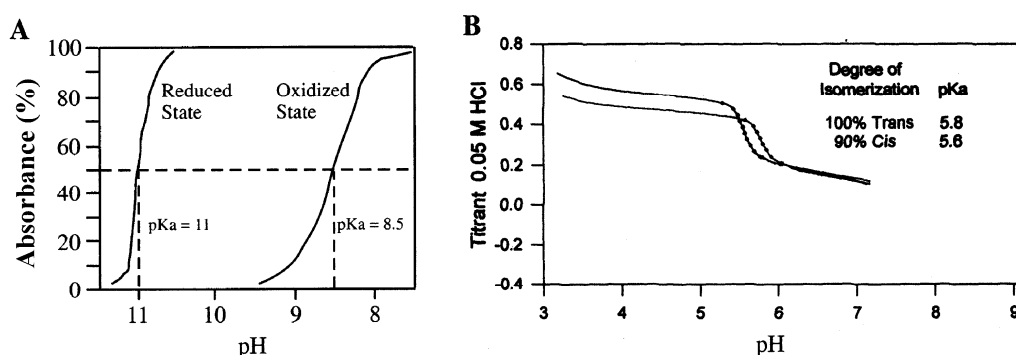 A
Absorbance (%)
100
80
60
40
20
0
Reduced
State
Oxidized
State
pKa = 11
pKa = 8.5
11
10
9
8
pH
B
Titrant 0.05 M HCl
0.8
0.6
0.4
0.2
0.0
-0.2
-0.4
Degree of
Isomerization pKa
100% Trans 5.8
90% Cis 5.6
3
4
5
6
7
8
9
pH